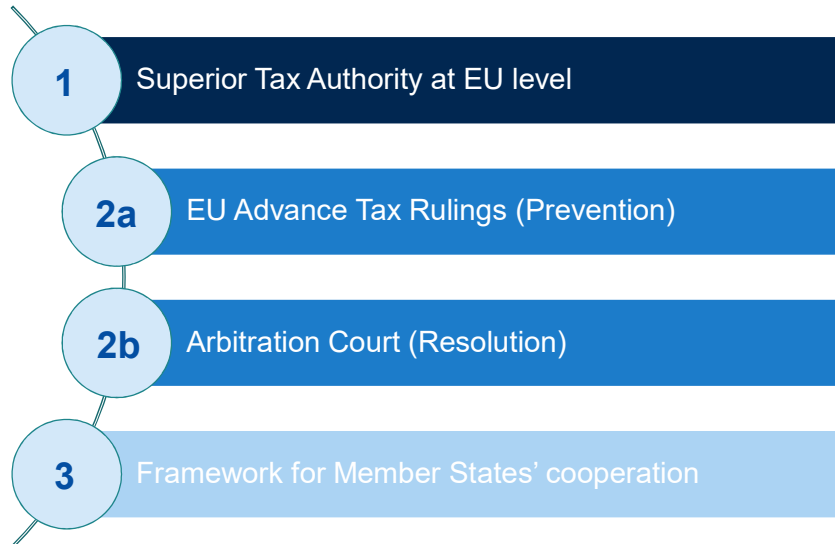 1 Superior Tax Authority at EU level
2a EU Advance Tax Rulings (Prevention)
2b Arbitration Court (Resolution)
3 Framework for Member States’ cooperation